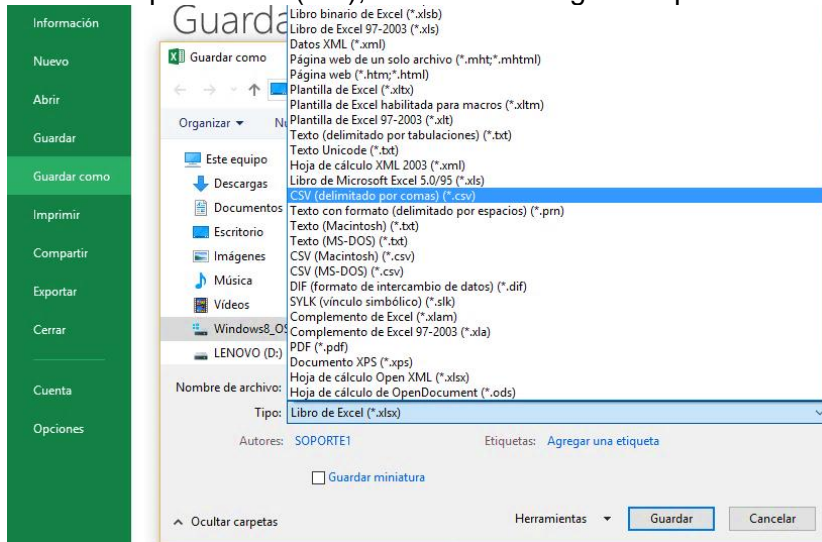 Información
Nuevo
Abrir
Guardar
Guardar como
Imprimir
Compartir
Exportar
Cerrar
Cuenta
Opciones
Guardar como
Organizar
Este equipo
Descargas
Documentos
Escritorio
Imágenes
Música
Vídeos
LENOVO (D:)
Libro binario de Excel (*.xlsb)
Libro de Excel 97-2003 (*.xls)
Datos XML (*.xml)
Página web de un solo archivo (*.mht;*.mhtml)
Página web (*.htm;*.html)
Plantilla de Excel (*.xltx)
Plantilla de Excel habilitada para macros (*.xltm)
Plantilla de Excel 97-2003 (*.xlt)
Texto (delimitado por tabulaciones) (*.txt)
Texto Unicode (*.txt)
Hoja de cálculo XML 2003 (*.xml)
Libro de Microsoft Excel 5.0/95 (*.xls)
CSV (delimitado por comas) (*.csv)
Texto con formato (delimitado por espacios) (*.prn)
Texto (Macintosh) (*.txt)
Texto (MS-DOS) (*.txt)
CSV (Macintosh) (*.csv)
CSV (MS-DOS) (*.csv)
DIF (formato de intercambio de datos) (*.dif)
SYLK (vínculo simbólico) (*.slk)
Complemento de Excel (*.xlam)
Complemento de Excel 97-2003 (*.xla)
PDF (*.pdf)
Documento XPS (*.xps)
Hoja de cálculo Open XML (*.xlsx)
Hoja de cálculo de OpenDocument (*.ods)
Nombre de archivo:
Tipo: Libro de Excel (*.xlsx)
Autores: SOPORTE1 Etiquetas: Agregar una etiqueta
Guardar miniatura
Ocultar carpetas Herramientas Guardar Cancelar